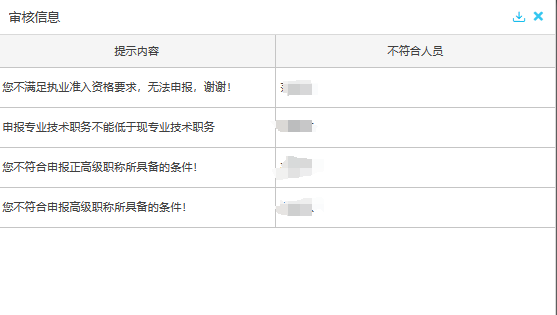 审核信息
提示内容
不符合人员
您不满足执业准入资格要求，无法申报，谢谢！
申报专业技术职务不能低于现专业技术职务
您不符合申报正高级职称所具备的条件！
您不符合申报高级职称所具备的条件！